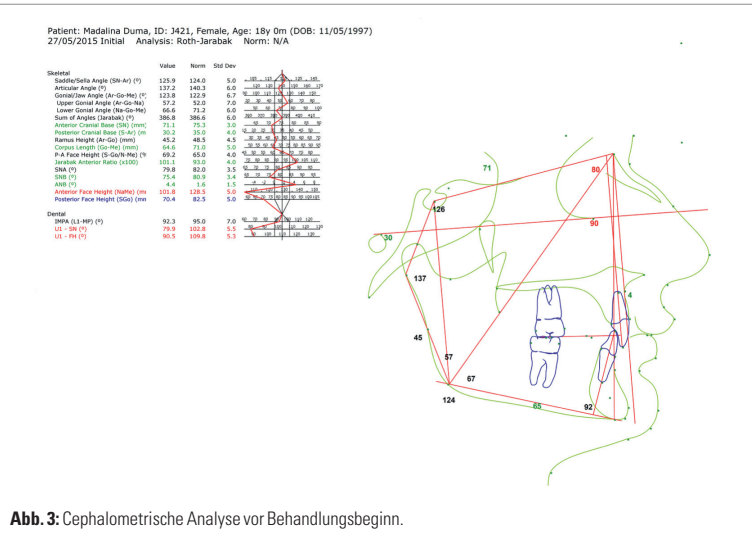 Patient: Madalina Duma, ID: J421, Female, Age: 18y 0m (DOB: 11/05/1997)
27/05/2015 Initial Analysis: Roth-Jarabak Norm: N/A
Value Norm Std Dev
Skeletal
Saddle/Sella Angle (SN-Ar) (º) 125.9 124.0 5.0
Articular Angle (º) 137.2 140.3 6.0
Gonial/Jaw Angle (Ar-Go-Me) (º) 123.8 122.9 6.7
Upper Gonial Angle (Ar-Go-Na) 57.2 52.0 7.0
Lower Gonial Angle (Na-Go-Me) 66.6 71.2 6.0
Sum of Angles (Jarabak) (º) 386.8 386.6 6.0
Anterior Cranial Base (SN) (mm) 71.1 75.3 3.0
Posterior Cranial Base (S-Ar) (m 30.2 35.0 4.0
Ramus Height (Ar-Go) (mm) 45.2 48.5 4.5
Corpus Length (Go-Me) (mm) 64.6 71.0 5.0
P-A Face Height (S-Go/N-Me) (% 69.2 65.0 4.0
Jarabak Anterior Ratio (x100) 101.1 93.0 4.0
SNA (º) 79.8 82.0 3.5
SNB (º) 75.4 80.9 3.4
ANB (º) 4.4 1.6 1.5
Anterior Face Height (NaMe) (m 101.8 128.5 5.0
Posterior Face Height (SGo) (mn 70.4 82.5 5.0
Dental
IMPA (L1-MP) (º) 92.3 95.0 7.0
U1 - SN (º) 79.9 102.8 5.5
U1 - FH (º) 90.5 109.8 5.3
71
80
126
90
30
137
4
45
57
67
124
65
92
Abb. 3: Cephalometrische Analyse vor Behandlungsbeginn.